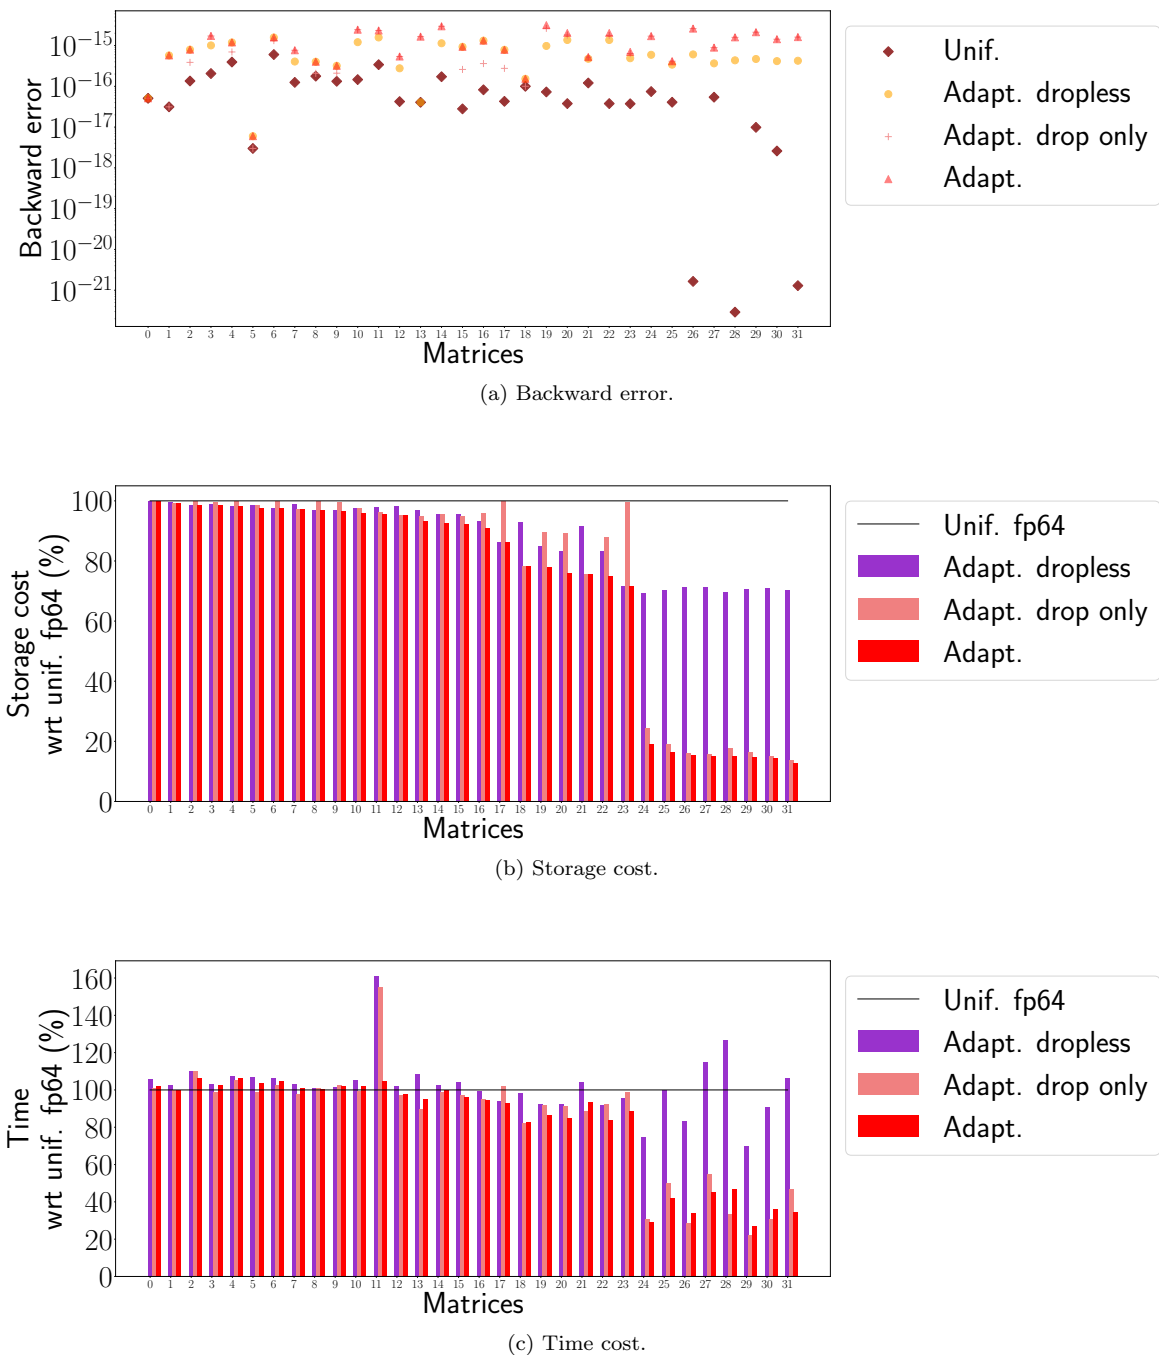 Backward error
10−15
10−16
10−17
10−18
10−19
10−20
10−21
0 1 2 3 4 5 6 7 8 9 10 11 12 13 14 15 16 17 18 19 20 21 22 23 24 25 26 27 28 29 30 31
Matrices
Unif.
Adapt. dropless
Adapt. drop only
Adapt.
(a) Backward error.
Storage cost
wrt unif. fp64 (%)
100
80
60
40
20
0
0 1 2 3 4 5 6 7 8 9 10 11 12 13 14 15 16 17 18 19 20 21 22 23 24 25 26 27 28 29 30 31
Matrices
Unif. fp64
Adapt. dropless
Adapt. drop only
Adapt.
(b) Storage cost.
Time
wrt unif. fp64 (%)
160
140
120
100
80
60
40
20
0
0 1 2 3 4 5 6 7 8 9 10 11 12 13 14 15 16 17 18 19 20 21 22 23 24 25 26 27 28 29 30 31
Matrices
Unif. fp64
Adapt. dropless
Adapt. drop only
Adapt.
(c) Time cost.